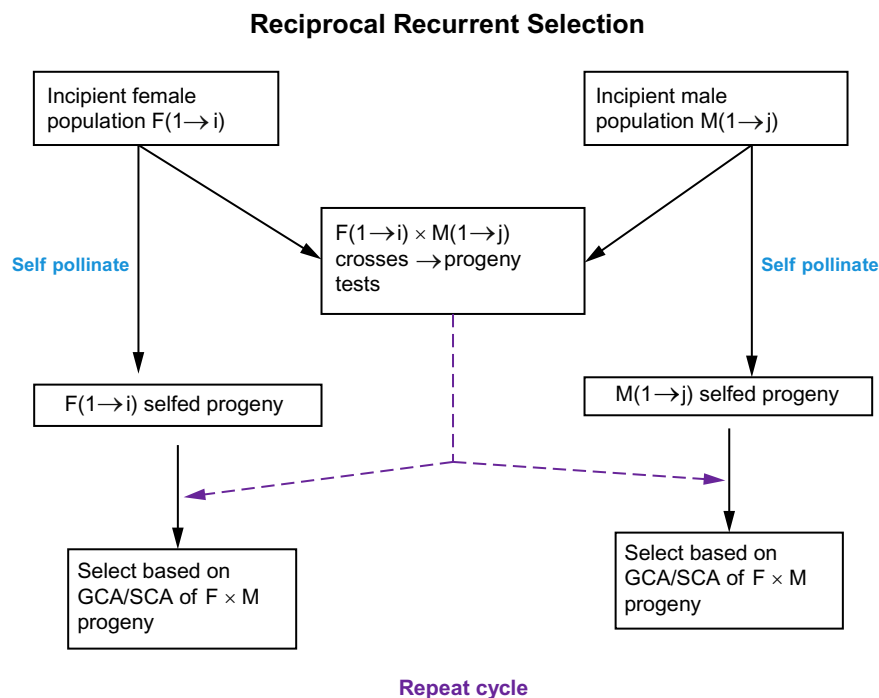 Reciprocal Recurrent Selection
Incipient female
population F(1→i)
Incipient male
population M(1→j)
F(1→i) × M(1→j)
crosses →progeny
tests
Self pollinate
Self pollinate
F(1→i) selfed progeny
M(1→j) selfed progeny
Select based on
GCA/SCA of F × M
progeny
Select based on
GCA/SCA of F × M
progeny
Repeat cycle